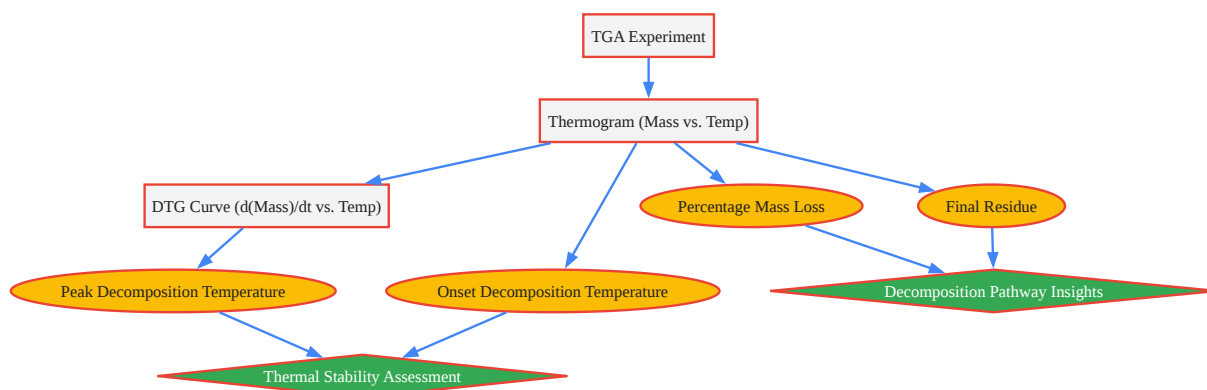 TGA Experiment
Thermogram (Mass vs. Temp)
DTG Curve (d(Mass)/dt vs. Temp)
Percentage Mass Loss
Final Residue
Peak Decomposition Temperature
Onset Decomposition Temperature
Decomposition Pathway Insights
Thermal Stability Assessment